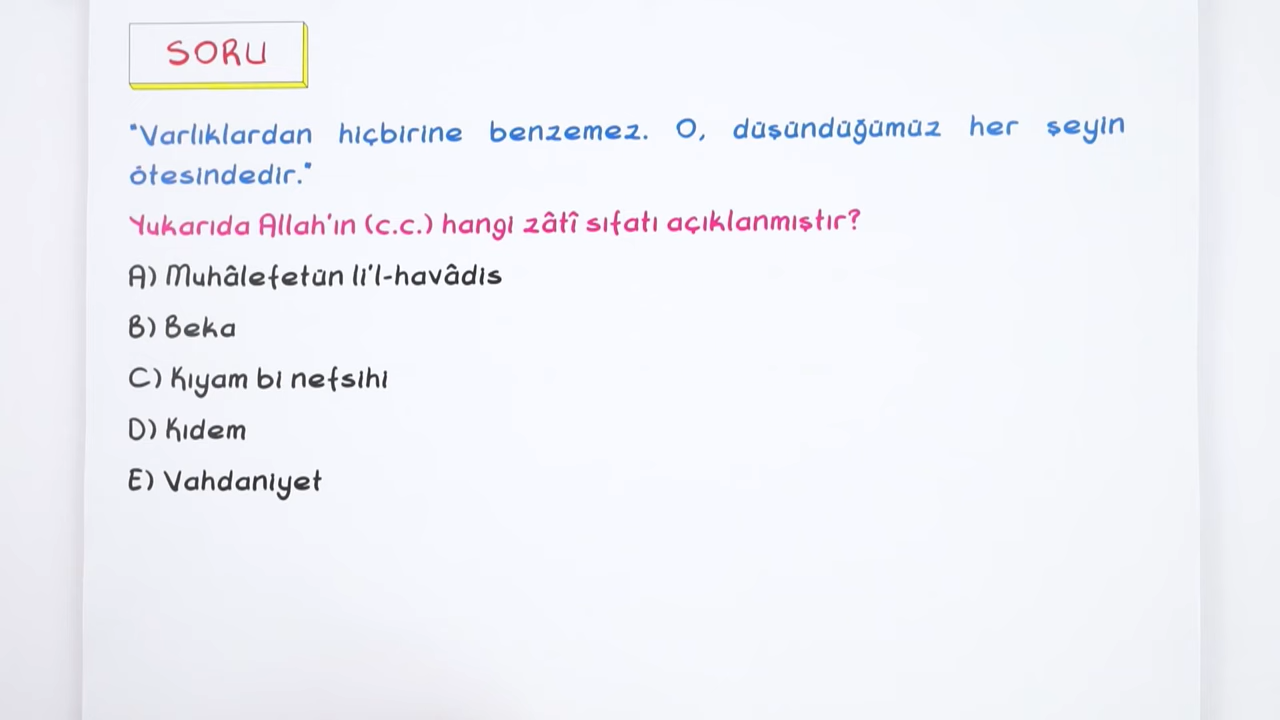 SORU
"Varlıklardan hiçbirine benzemez. O, düşündüğümüz her şeyin
ötesindedir."
Yukarıda Allah'ın (c.c.) hangi zâtî sıfatı açıklanmıştır?
A) Muhâlefetün li'l-havâdis
B) Beka
C) Kıyam bi nefsihi
D) Kıdem
E) Vahdaniyet